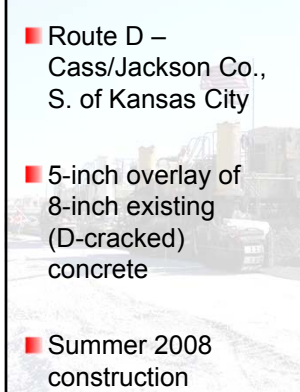 Route D –
Cass/Jackson Co.,
S. of Kansas City
5-inch overlay of
8-inch existing
(D-cracked)
concrete
Summer 2008
construction